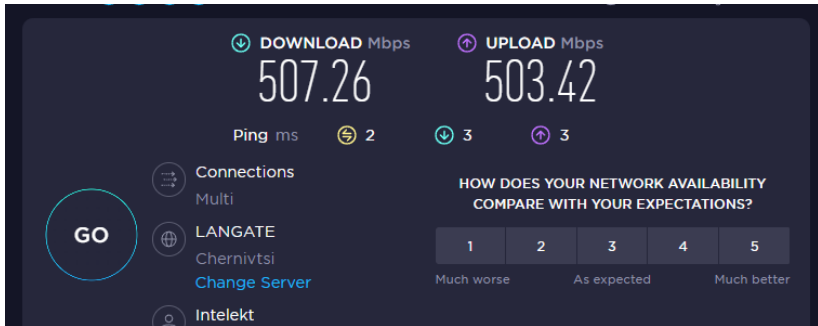 DOWNLOAD Mbps
507.26
UPLOAD Mbps
503.42
Ping ms 2 3 3
GO
Connections
Multi
LANGATE
Chernivtsi
Change Server
Intelekt
HOW DOES YOUR NETWORK AVAILABILITY
COMPARE WITH YOUR EXPECTATIONS?
1 2 3 4 5
Much worse As expected Much better